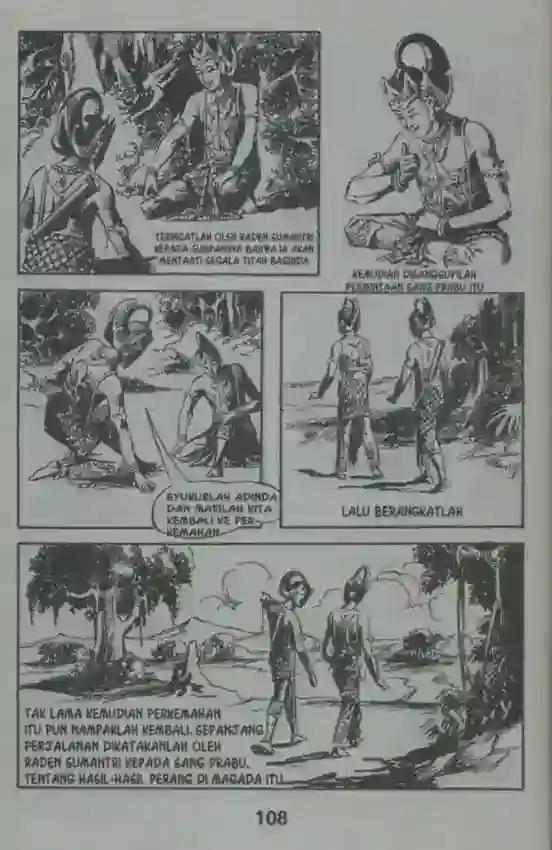 TERINGATLAH OLEH RADEN SUMANTRI
KEPADA SUMPAHNYA BAHWA IA AKAN
MENTAATI SEGALA TITAH BAGINDA
KEMUDIAN DISANGGUPILAH
PERMINTAAN SANG PRABU ITU
SYUKURLAH ADINDA
DAN MARILAH KITA
KEMBALI KE PER-
KEMAHAN
LALU BERANGKATLAH
TAK LAMA KEMUDIAN PERKEMAHAN
ITU PUN NAMPAKLAH KEMBALI. SEPANJANG
PERJALANAN DIKATAKANLAH OLEH
RADEN SUMANTRI KEPADA SANG PRABU.
TENTANG HASIL-HASIL PERANG DI MAGADA ITU
108